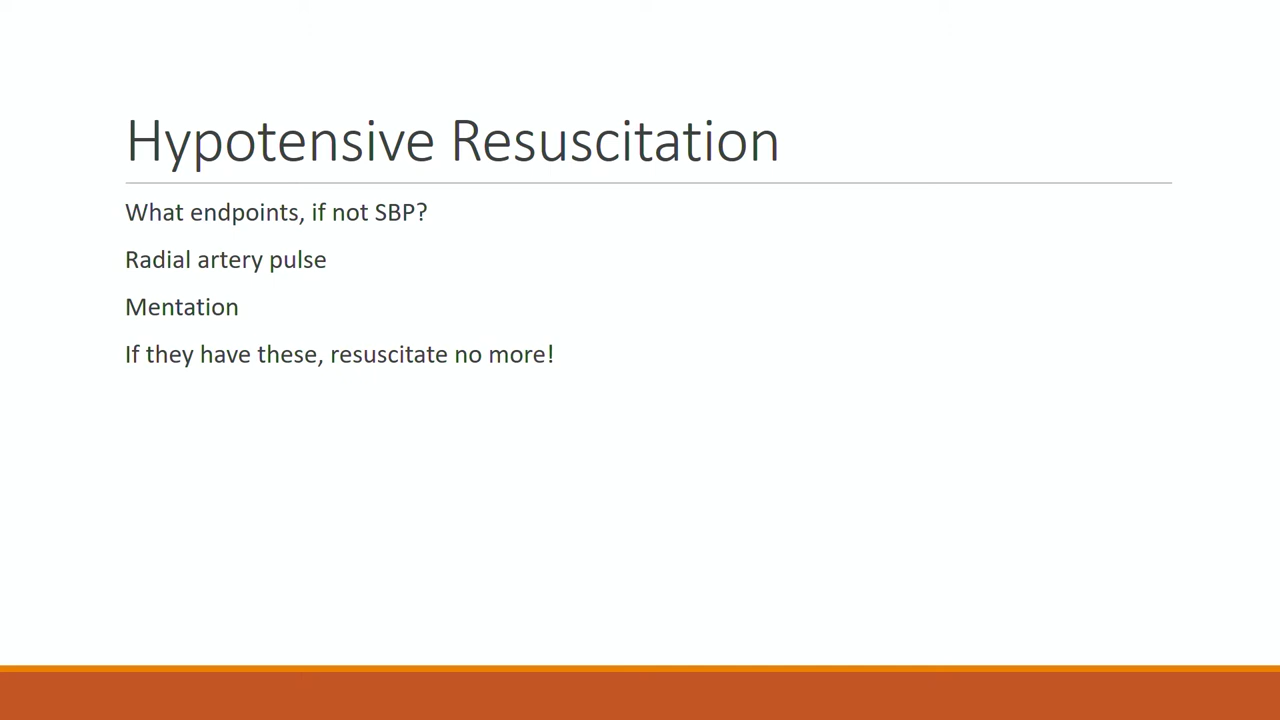 Hypotensive Resuscitation
What endpoints, if not SBP?
Radial artery pulse
Mentation
If they have these, resuscitate no more!